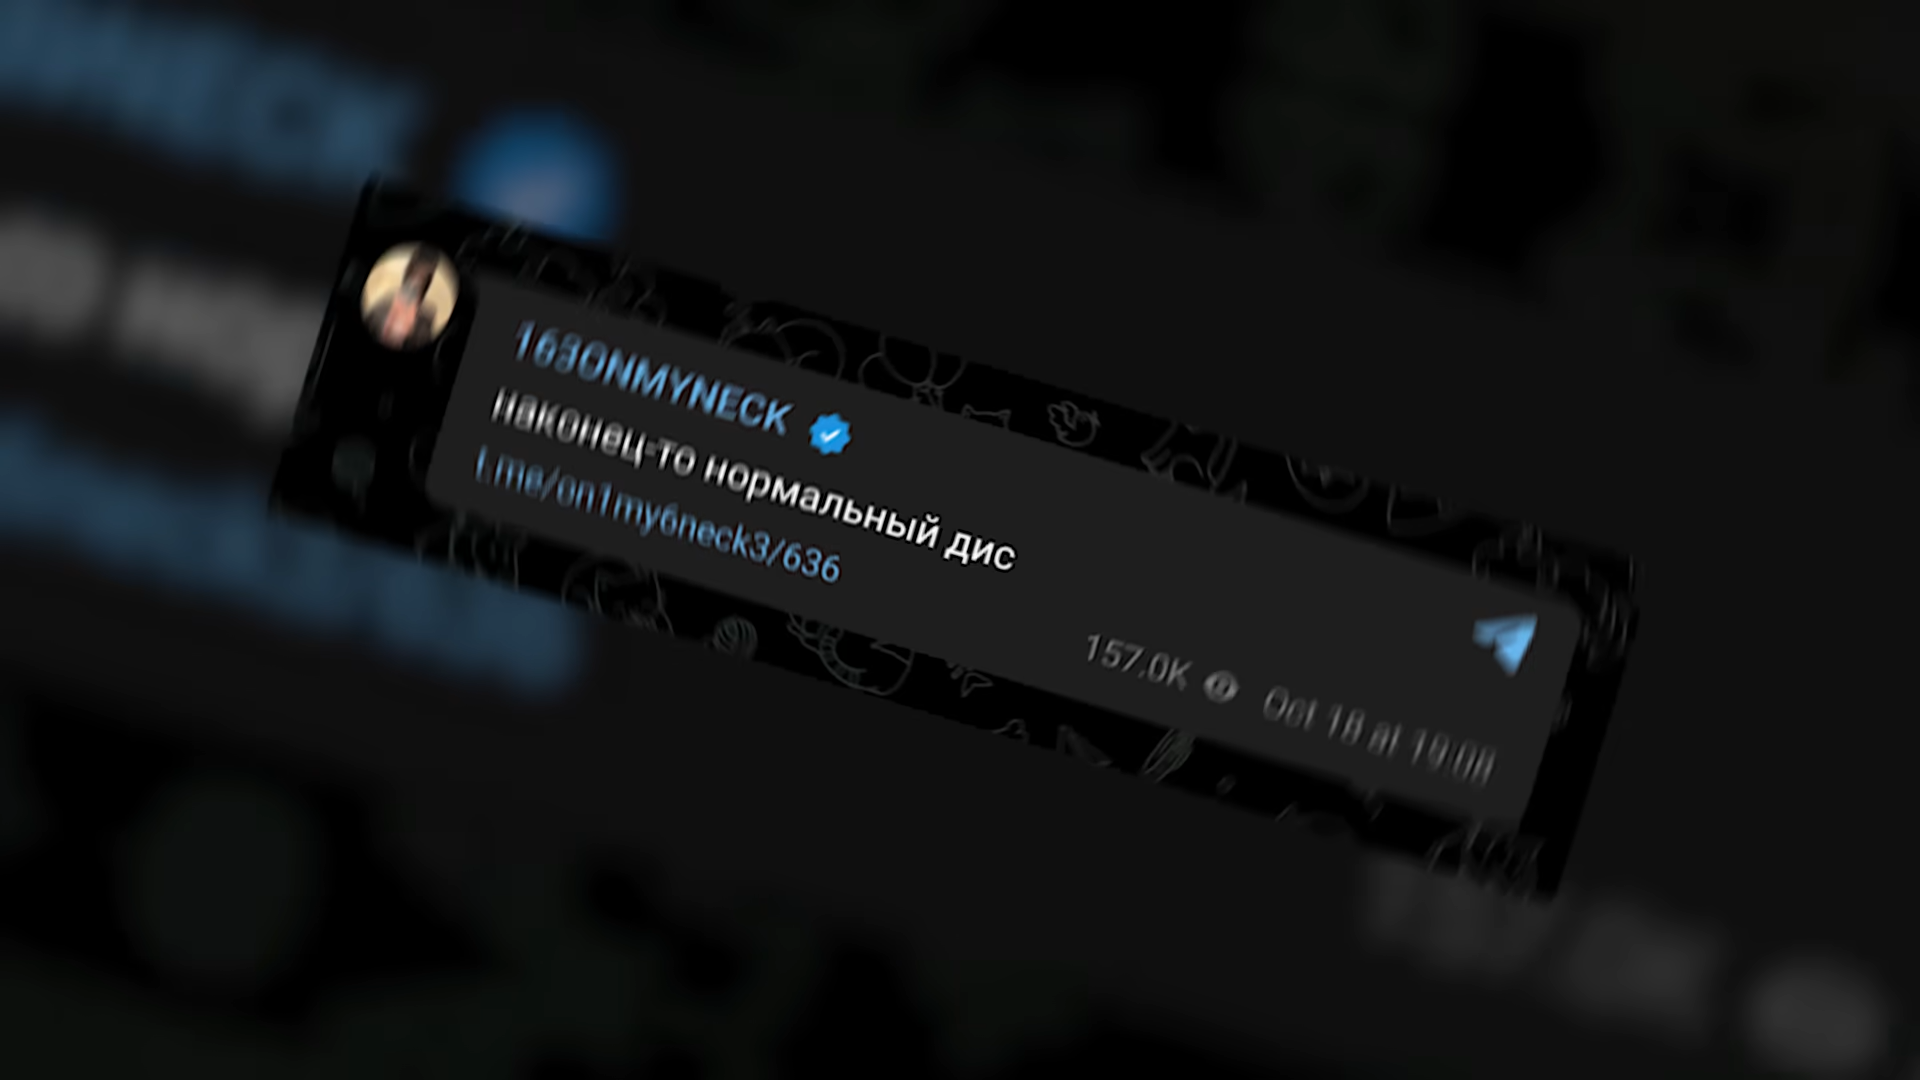 163ONMYNECK
наконец-то нормальный дис
t.me/on1my6neck3/636
157.0K Oct 18 at 19:08